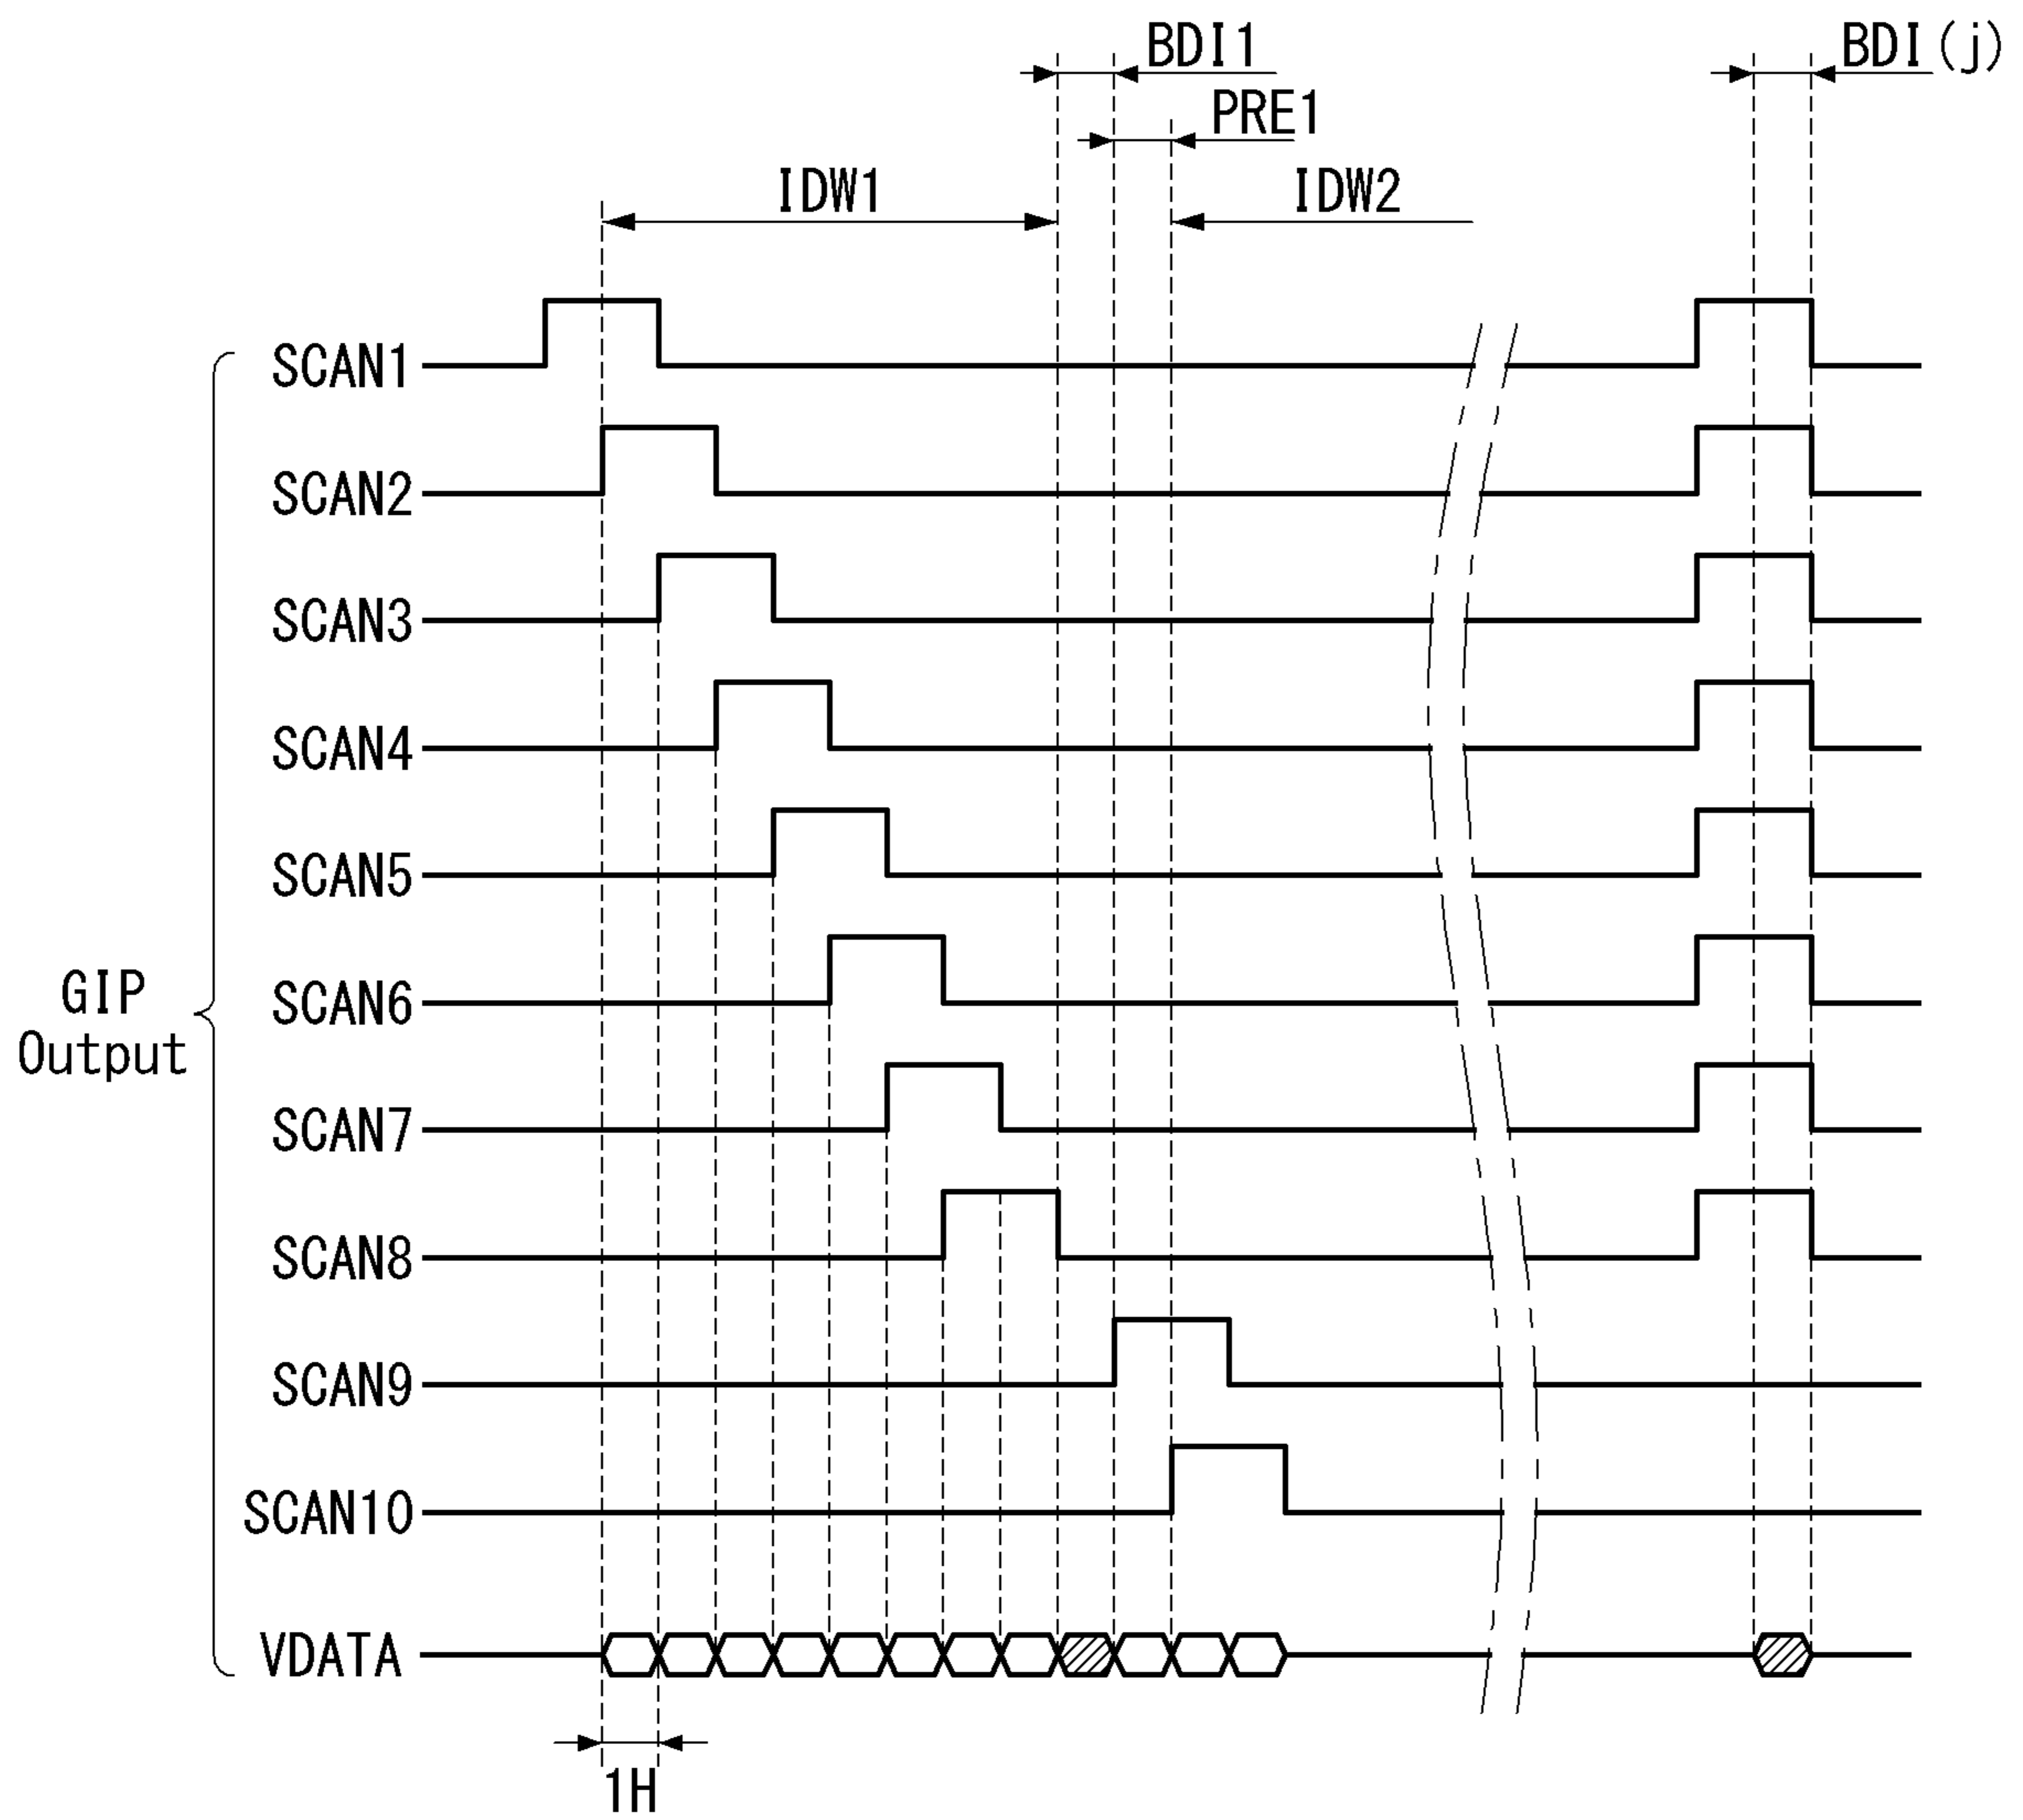 BDI1
BDI(j)
PRE1
IDW1
IDW2
SCAN1
SCAN2
SCAN3
SCAN4
SCAN5
SCAN6
GIP
Output
SCAN7
SCAN8
SCAN9
SCAN10
VDATA
1H